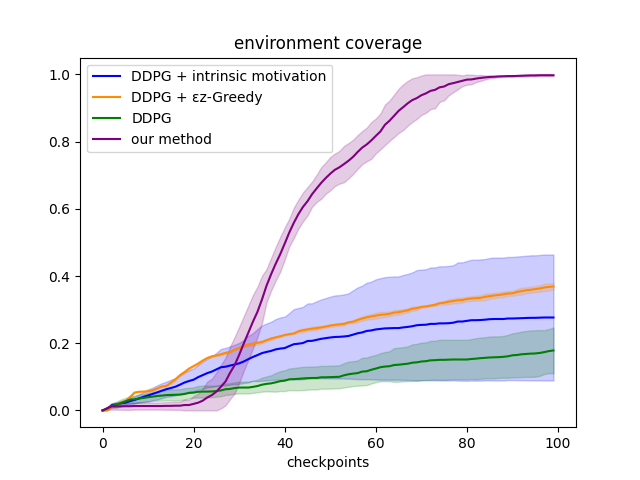 environment coverage
1.0
0.8
0.6
0.4
0.2
0.0
DDPG + intrinsic motivation
DDPG + εz-Greedy
DDPG
our method
0 20 40 60 80 100
checkpoints